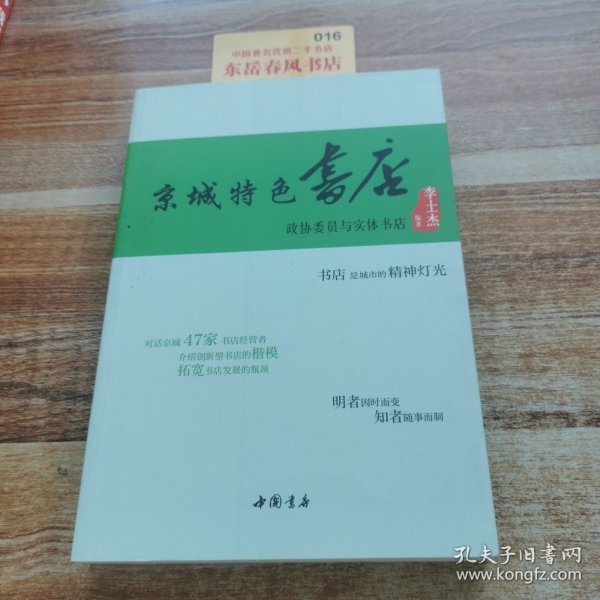 016
中国著名优雅二手书店
东岳春风书店
京城特色书店
李士杰
编著
政协委员与实体书店
书店 是城市的精神灯光
对话京城 47家 书店经营者
介绍创新型书店的楷模
拓宽书店发展的瓶颈
明者因时而变
知者随事而制
中国书店
孔夫子旧书网
www.kongfz.com